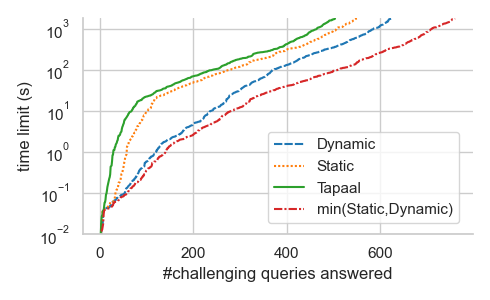 10³
10²
10¹
10⁰
10⁻¹
10⁻²
time limit (s)
Dynamic
Static
Tapaal
min(Static,Dynamic)
0 200 400 600
#challenging queries answered